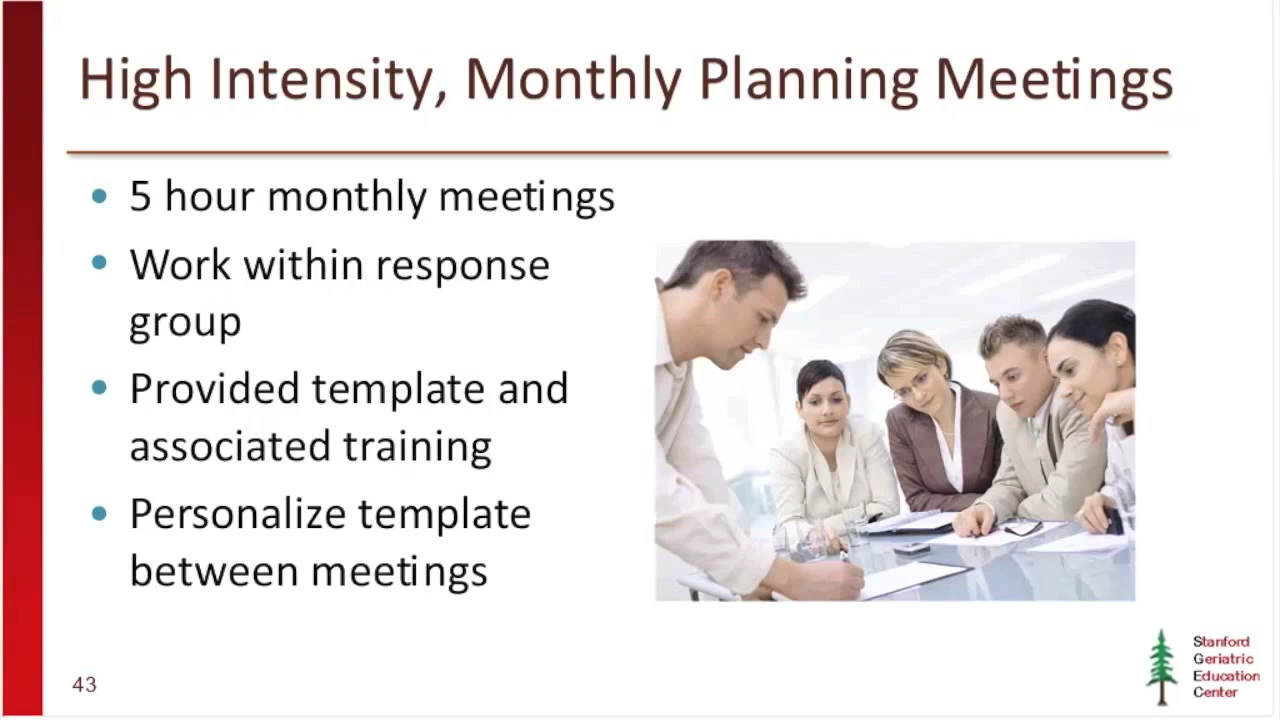 High Intensity, Monthly Planning Meetings
5 hour monthly meetings
Work within response
group
Provided template and
associated training
Personalize template
between meetings
43
Stanford
Geriatric
Education
Center